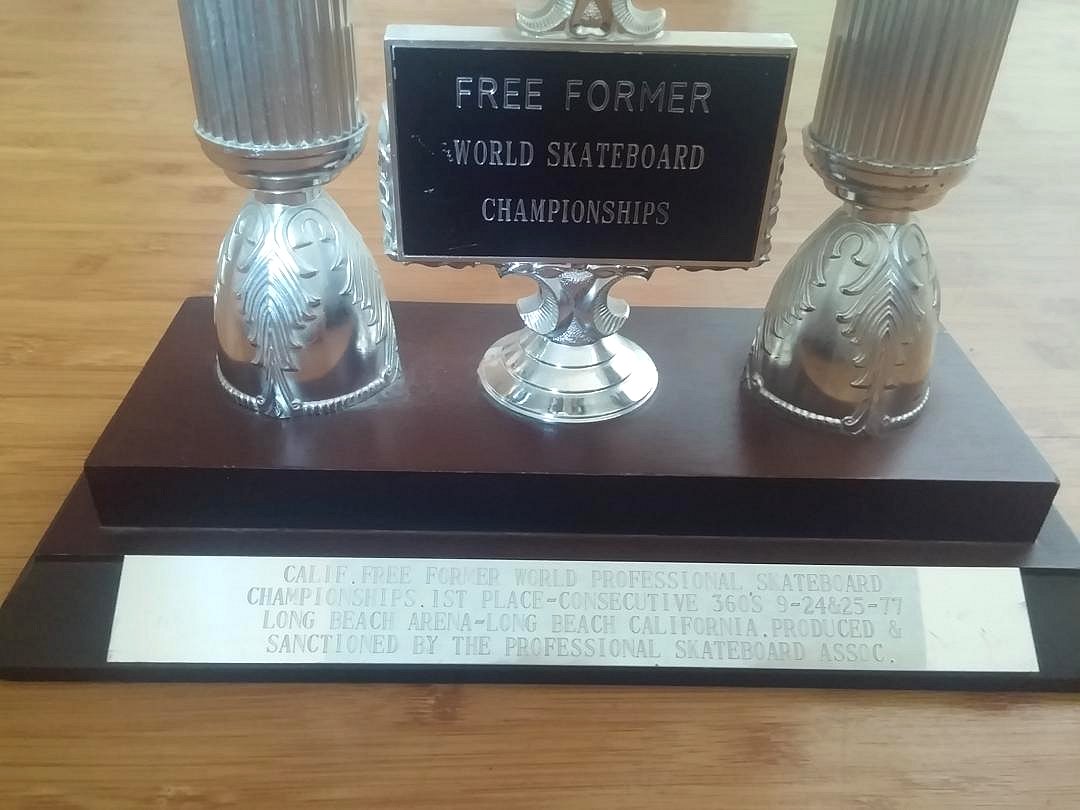 FREE FORMER
WORLD SKATEBOARD
CHAMPIONSHIPS
CALIF. FREE FORMER WORLD PROFESSIONAL SKATEBOARD
CHAMPIONSHIPS. 1ST PLACE-CONSECUTIVE 360'S 9-24&25-77
LONG BEACH ARENA-LONG BEACH CALIFORNIA. PRODUCED &
SANCTIONED BY THE PROFESSIONAL SKATEBOARD ASSOC.